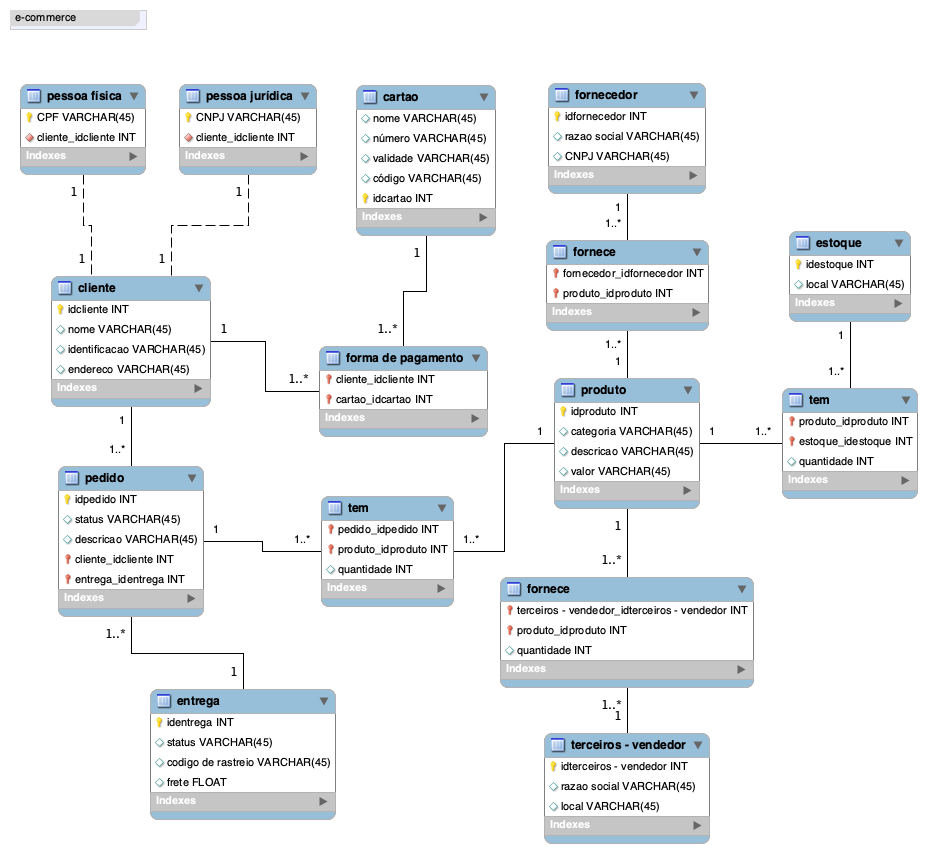 e-commerce
pessoa física
CPF VARCHAR(45)
cliente_idcliente INT
Indexes
pessoa jurídica
CNPJ VARCHAR(45)
cliente_idcliente INT
Indexes
cartao
nome VARCHAR(45)
número VARCHAR(45)
validade VARCHAR(45)
código VARCHAR(45)
idcartao INT
Indexes
fornecedor
idfornecedor INT
razao social VARCHAR(45)
CNPJ VARCHAR(45)
Indexes
1
1
1
1
1
1..*
1
1..*
fornece
fornecedor_idfornecedor INT
produto_idproduto INT
Indexes
1..*
1
estoque
idestoque INT
local VARCHAR(45)
Indexes
1
1..*
cliente
idcliente INT
nome VARCHAR(45)
identificacao VARCHAR(45)
endereco VARCHAR(45)
Indexes
1
1..*
forma de pagamento
cliente_idcliente INT
cartao_idcartao INT
Indexes
produto
idproduto INT
categoria VARCHAR(45)
descricao VARCHAR(45)
valor VARCHAR(45)
Indexes
1
1..*
tem
produto_idproduto INT
estoque_idestoque INT
quantidade INT
Indexes
1
1..*
pedido
idpedido INT
status VARCHAR(45)
descricao VARCHAR(45)
cliente_idcliente INT
entrega_identrega INT
Indexes
1
1..*
tem
pedido_idpedido INT
produto_idproduto INT
quantidade INT
Indexes
1..*
1
1
1..*
fornece
terceiros - vendedor_idterceiros - vendedor INT
produto_idproduto INT
quantidade INT
Indexes
1..*
1
1..*
1
entrega
identrega INT
status VARCHAR(45)
codigo de rastreio VARCHAR(45)
frete FLOAT
Indexes
terceiros - vendedor
idterceiros - vendedor INT
razao social VARCHAR(45)
local VARCHAR(45)
Indexes